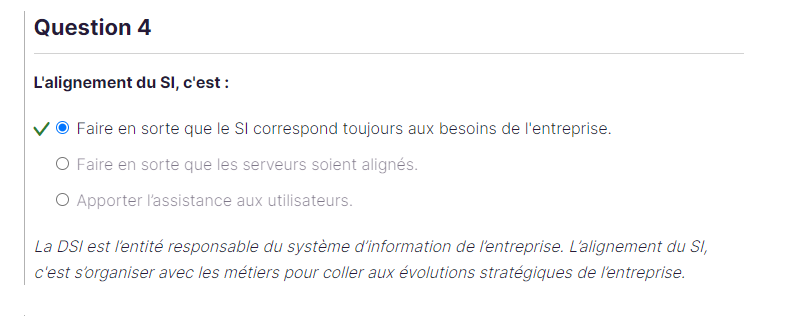 Question 4
L'alignement du SI, c'est :
Faire en sorte que le SI correspond toujours aux besoins de l'entreprise.
Faire en sorte que les serveurs soient alignés.
Apporter l’assistance aux utilisateurs.
La DSI est l’entité responsable du système d’information de l’entreprise. L’alignement du SI,
c'est s’organiser avec les métiers pour coller aux évolutions stratégiques de l’entreprise.